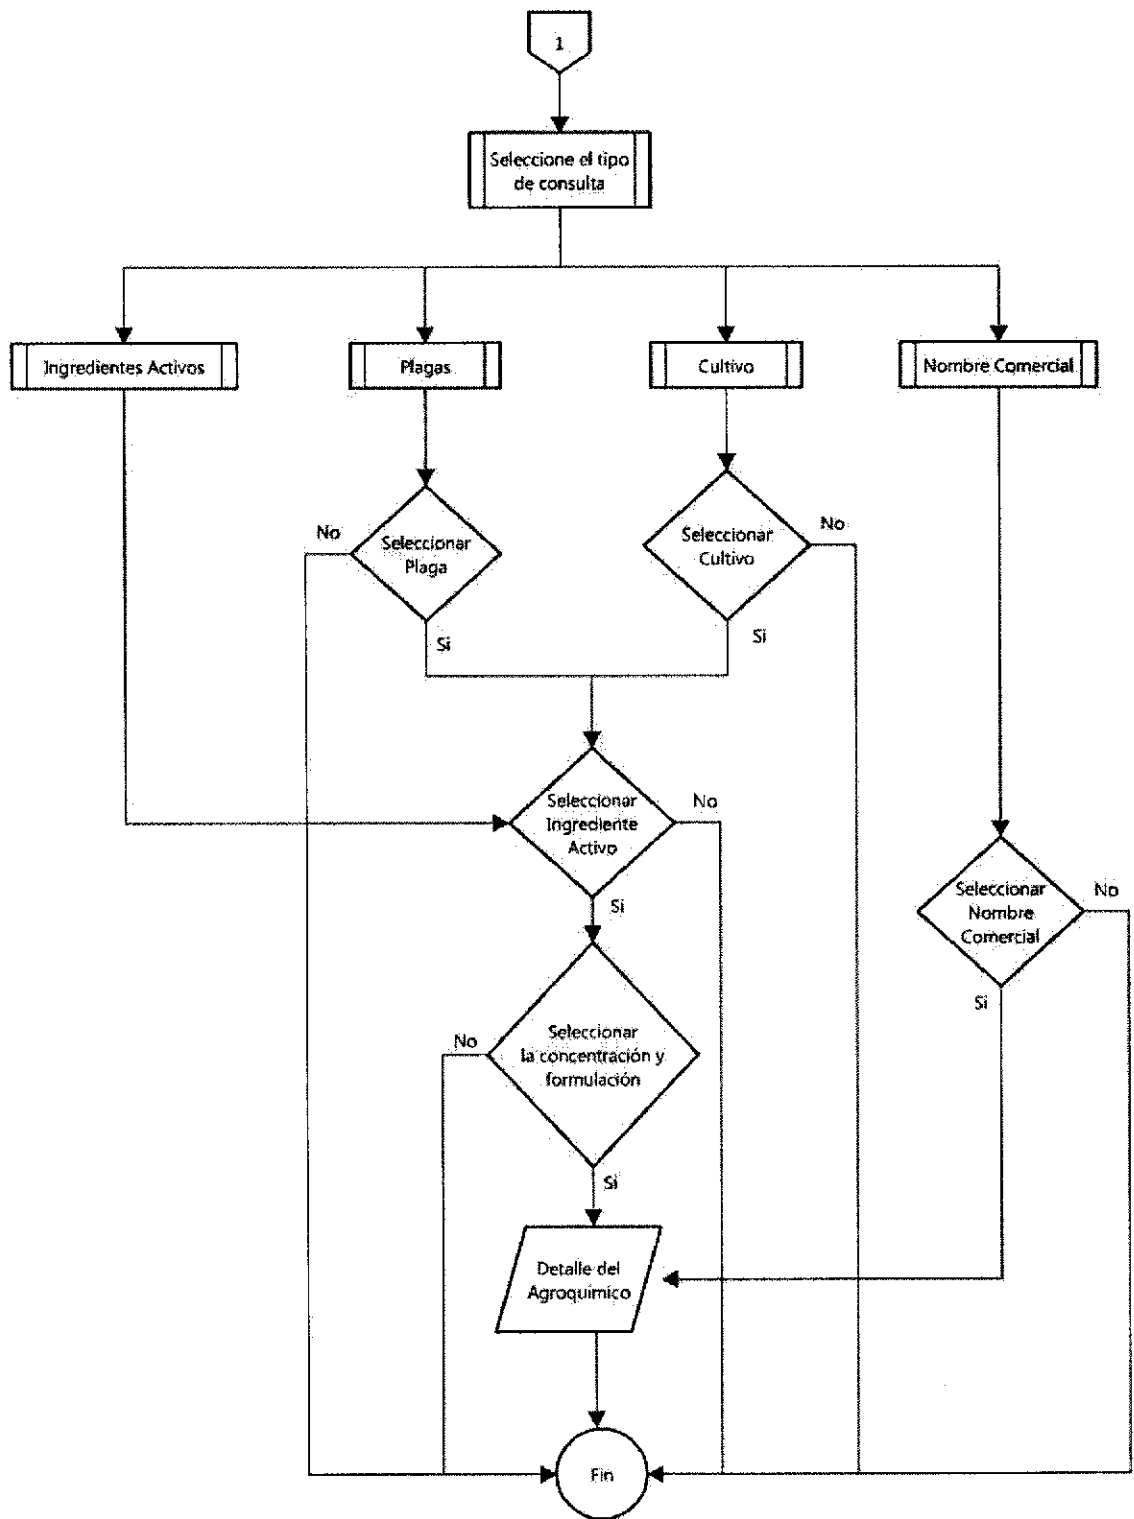 1
Seleccione el tipo
de consulta
Ingredientes Activos
Plagas
Cultivo
Nombre Comercial
No
Seleccionar
Plaga
Si
Seleccionar
Cultivo
No
Si
Seleccionar
Ingrediente
Activo
No
Si
Seleccionar
Nombre
Comercial
No
Si
No
Seleccionar
la concentración y
formulación
Si
Detalle del
Agroquímico
Fin